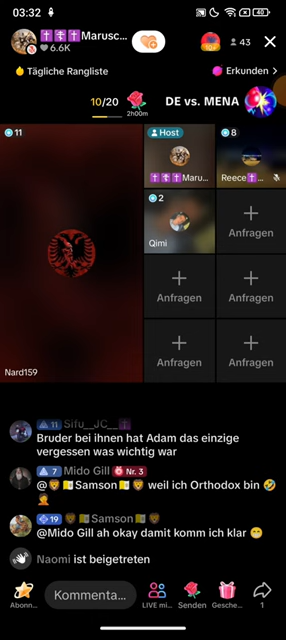 03:32
40
✝️☦️✝️Marusc...
6.6K
43
Tägliche Rangliste
Erkunden >
10/20
2h00m
DE vs. MENA
11
Host
✝️☦️✝️Maru...
8
Reece✝️...
2
Qimi
Anfragen
Anfragen
Anfragen
Anfragen
Anfragen
Nard159
11 Sifu__JC__✝️
Bruder bei ihnen hat Adam das einzige
vergessen was wichtig war
7 Mido Gill Nr. 3
@🦁🇻🇦Samson🇻🇦🦁 weil ich Orthodox bin 🤣
🤦
19 🦁🇻🇦Samson🇻🇦🦁
@Mido Gill ah okay damit komm ich klar 😁
Naomi ist beigetreten
Abonn...
Kommenta...
LIVE mi...
Senden
Gesche...
1